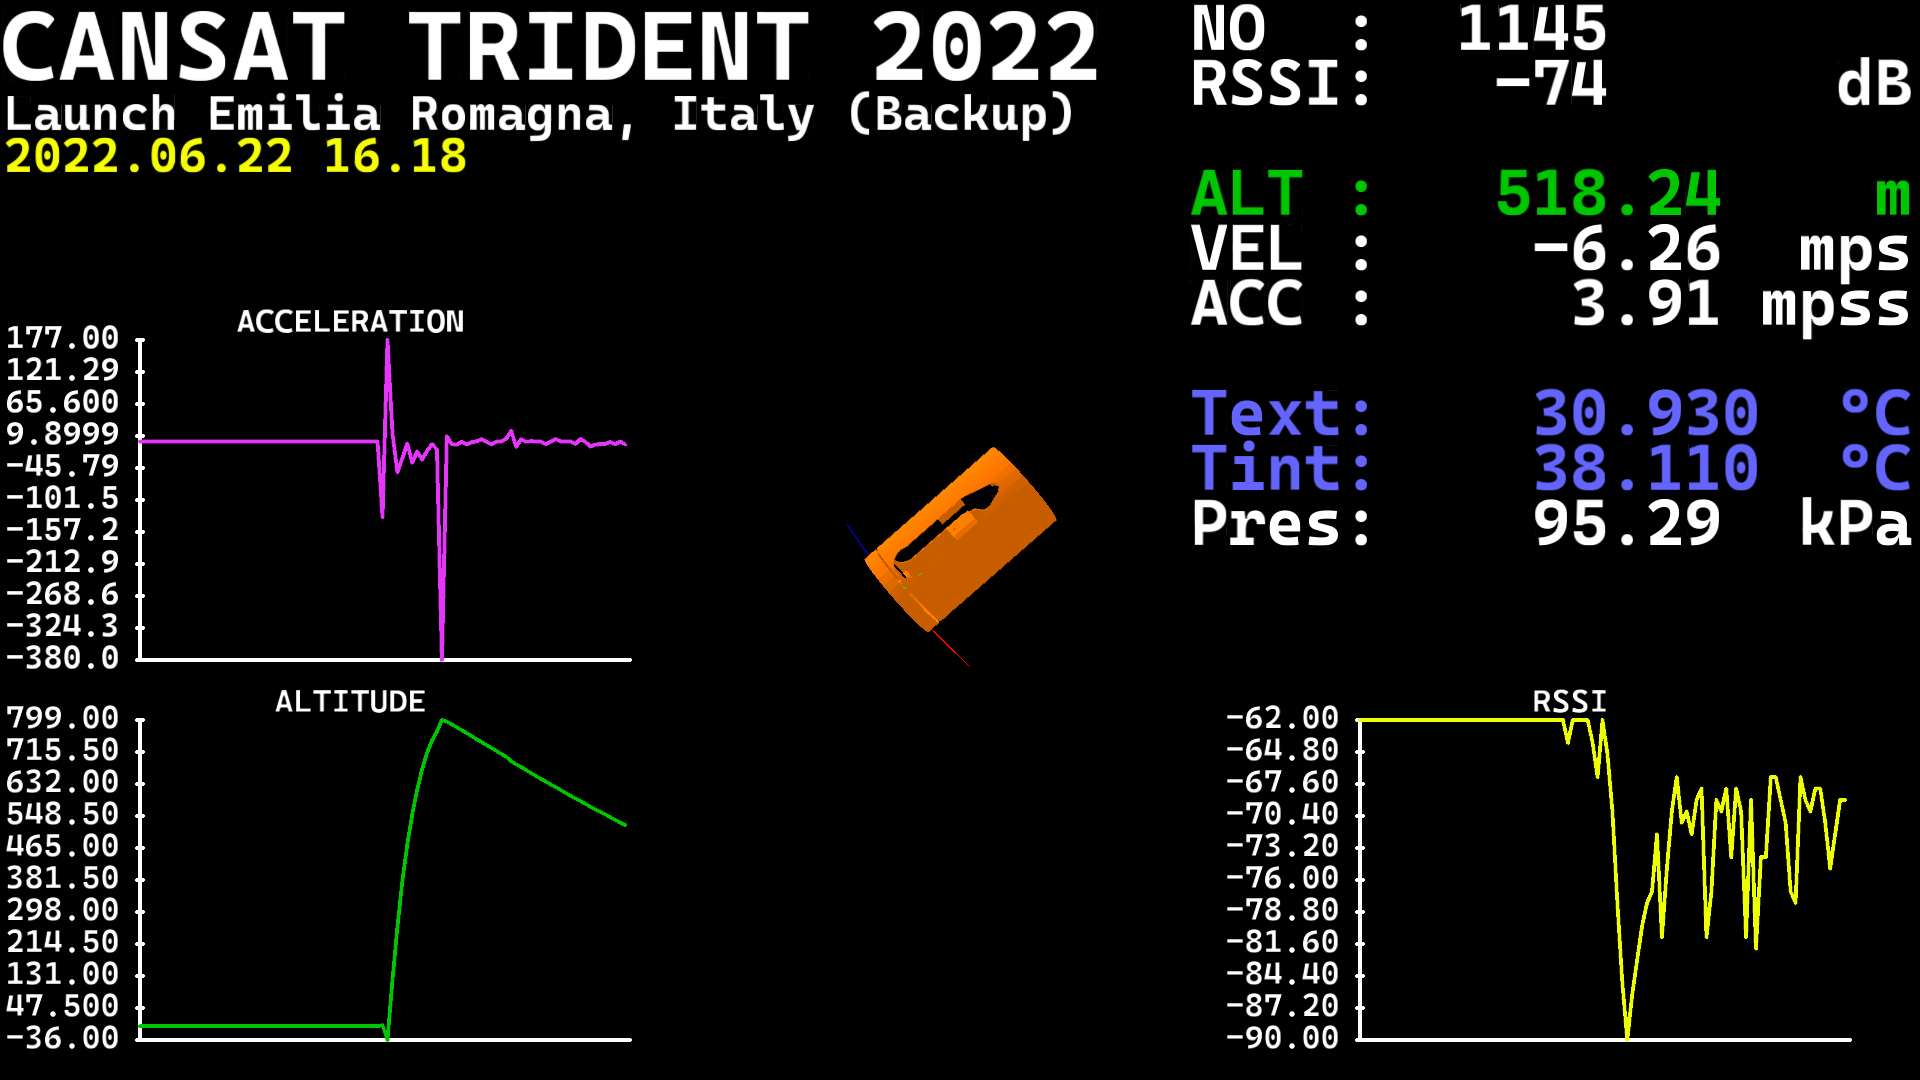 CANSAT TRIDENT 2022
Launch Emilia Romagna, Italy (Backup)
2022.06.22 16.18
NO : 1145
RSSI: -74 dB
ALT : 518.24 m
VEL : -6.26 mps
ACC : 3.91 mpss
Text: 30.930 °C
Tint: 38.110 °C
Pres: 95.29 kPa
ACCELERATION
177.00
121.29
65.600
9.8999
-45.79
-101.5
-157.2
-212.9
-268.6
-324.3
-380.0
ALTITUDE
799.00
715.50
632.00
548.50
465.00
381.50
298.00
214.50
131.00
47.500
-36.00
RSSI
-62.00
-64.80
-67.60
-70.40
-73.20
-76.00
-78.80
-81.60
-84.40
-87.20
-90.00